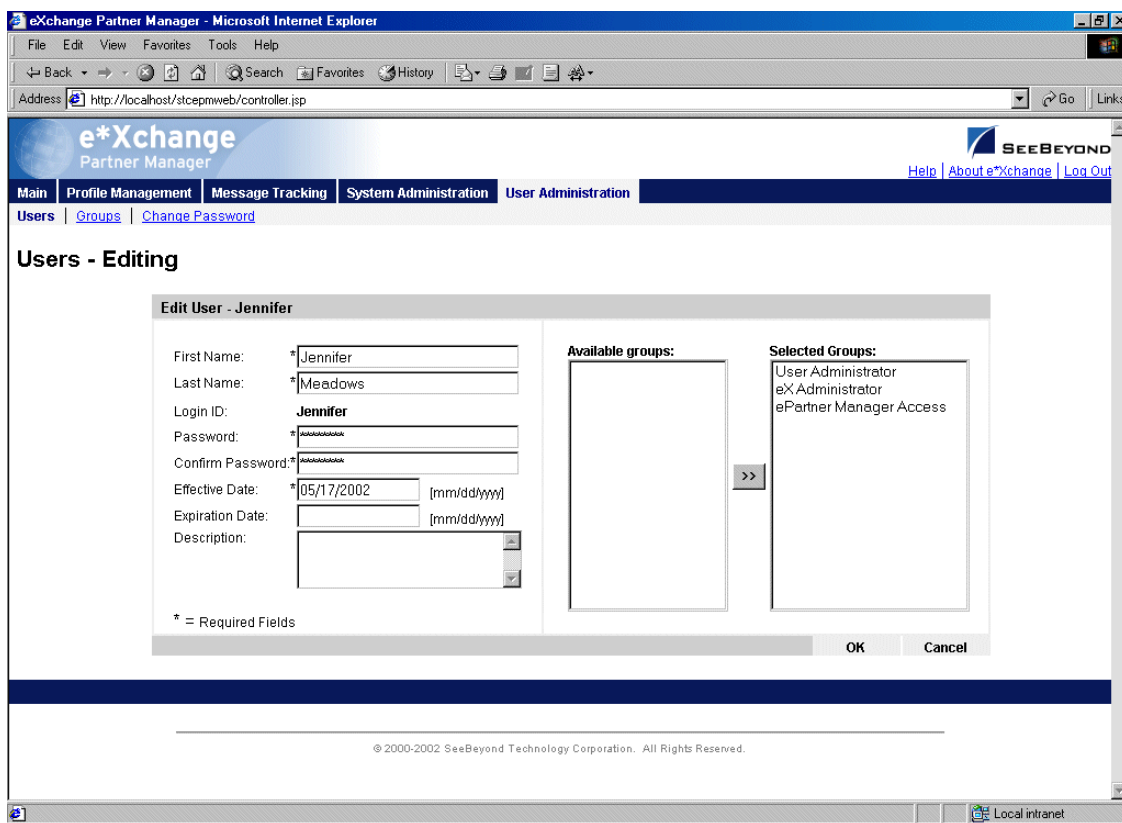 eXchange Partner Manager - Microsoft Internet Explorer
File Edit View Favorites Tools Help
Back Search Favorites History
Address http://localhost/stcepmweb/controller.jsp Go Links
e*Xchange
Partner Manager
SEEBEYOND
Help | About e*Xchange | Log Out
Main Profile Management Message Tracking System Administration User Administration
Users | Groups | Change Password
Users - Editing
Edit User - Jennifer
First Name: *Jennifer
Last Name: *Meadows
Login ID: Jennifer
Password: * ********
Confirm Password:* ********
Effective Date: *05/17/2002 [mm/dd/yyyy]
Expiration Date: [mm/dd/yyyy]
Description:
* = Required Fields
Available groups:
>>
Selected Groups:
User Administrator
eX Administrator
ePartner Manager Access
OK Cancel
© 2000-2002 SeeBeyond Technology Corporation. All Rights Reserved.
Local intranet